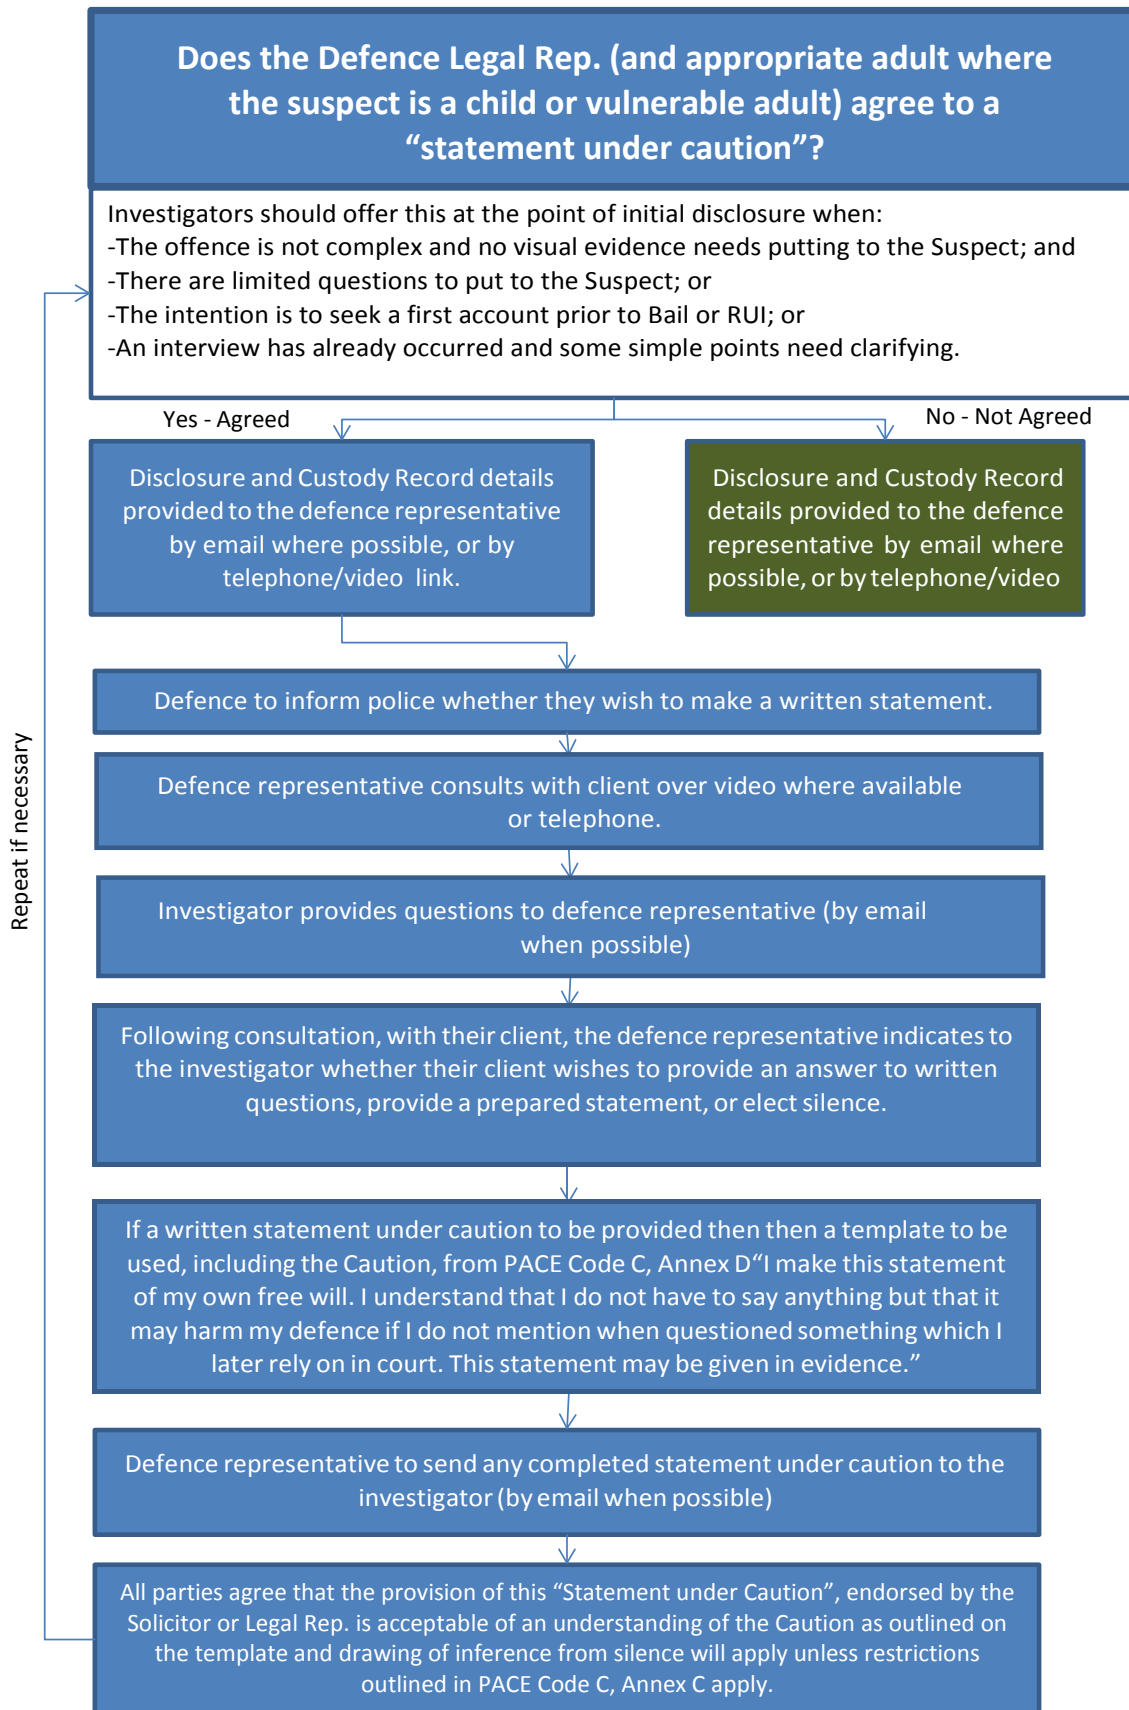 Does the Defence Legal Rep. (and appropriate adult where
the suspect is a child or vulnerable adult) agree to a
“statement under caution”?
Investigators should offer this at the point of initial disclosure when:
-The offence is not complex and no visual evidence needs putting to the Suspect; and
-There are limited questions to put to the Suspect; or
-The intention is to seek a first account prior to Bail or RUI; or
-An interview has already occurred and some simple points need clarifying.
Yes - Agreed
No - Not Agreed
Disclosure and Custody Record details
provided to the defence representative
by email where possible, or by
telephone/video link.
Disclosure and Custody Record
details provided to the defence
representative by email where
possible, or by telephone/video
Defence to inform police whether they wish to make a written statement.
Defence representative consults with client over video where available
or telephone.
Investigator provides questions to defence representative (by email
when possible)
Following consultation, with their client, the defence representative indicates to
the investigator whether their client wishes to provide an answer to written
questions, provide a prepared statement, or elect silence.
If a written statement under caution to be provided then then a template to be
used, including the Caution, from PACE Code C, Annex D“I make this statement
of my own free will. I understand that I do not have to say anything but that it
may harm my defence if I do not mention when questioned something which I
later rely on in court. This statement may be given in evidence.”
Defence representative to send any completed statement under caution to the
investigator (by email when possible)
All parties agree that the provision of this “Statement under Caution”, endorsed by the
Solicitor or Legal Rep. is acceptable of an understanding of the Caution as outlined on
the template and drawing of inference from silence will apply unless restrictions
outlined in PACE Code C, Annex C apply.
Repeat if necessary